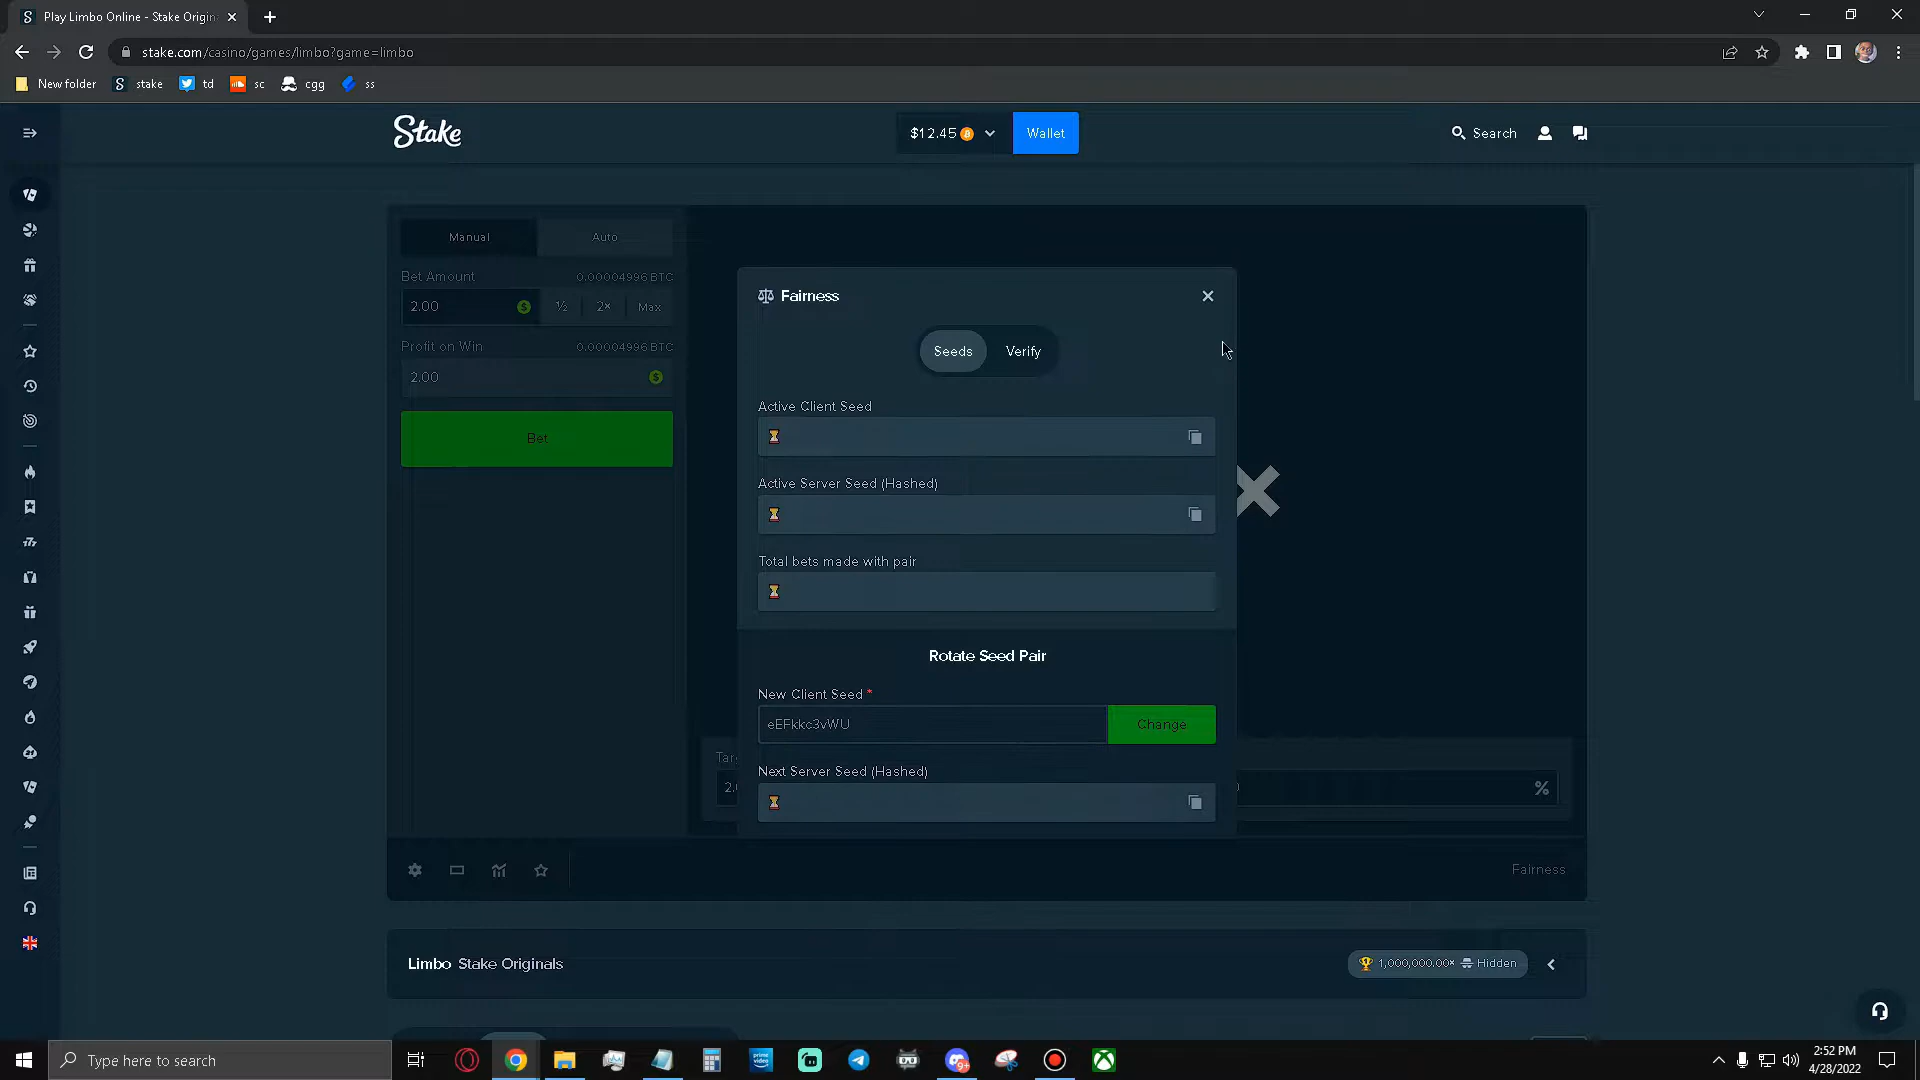 Play Limbo Online - Stake Origin
stake.com/casino/games/limbo?game=limbo
New folder
stake
td
sc
cgg
ss
Stake
$12.45
Wallet
Search
Manual
Auto
Bet Amount
0.00004996 BTC
2.00
½
2×
Max
Profit on Win
0.00004996 BTC
2.00
Bet
Fairness
Seeds
Verify
Active Client Seed
Active Server Seed (Hashed)
Total bets made with pair
Rotate Seed Pair
New Client Seed *
eEFkkc3vWU
Change
Next Server Seed (Hashed)
%
Fairness
Limbo Stake Originals
1,000,000.00×
Hidden
Type here to search
prime video
9+
2:52 PM
4/28/2022